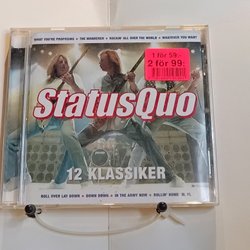 WHAT YOU'RE PROPOSING • THE WANDERER • ROCKIN' ALL OVER THE WORLD • WHATEVER YOU WANT
1 för 59:-
2 för 99:-
StatusQuo
12 KLASSIKER
ROLL OVER LAY DOWN • DOWN DOWN • IN THE ARMY NOW • ROLLIN' HOME